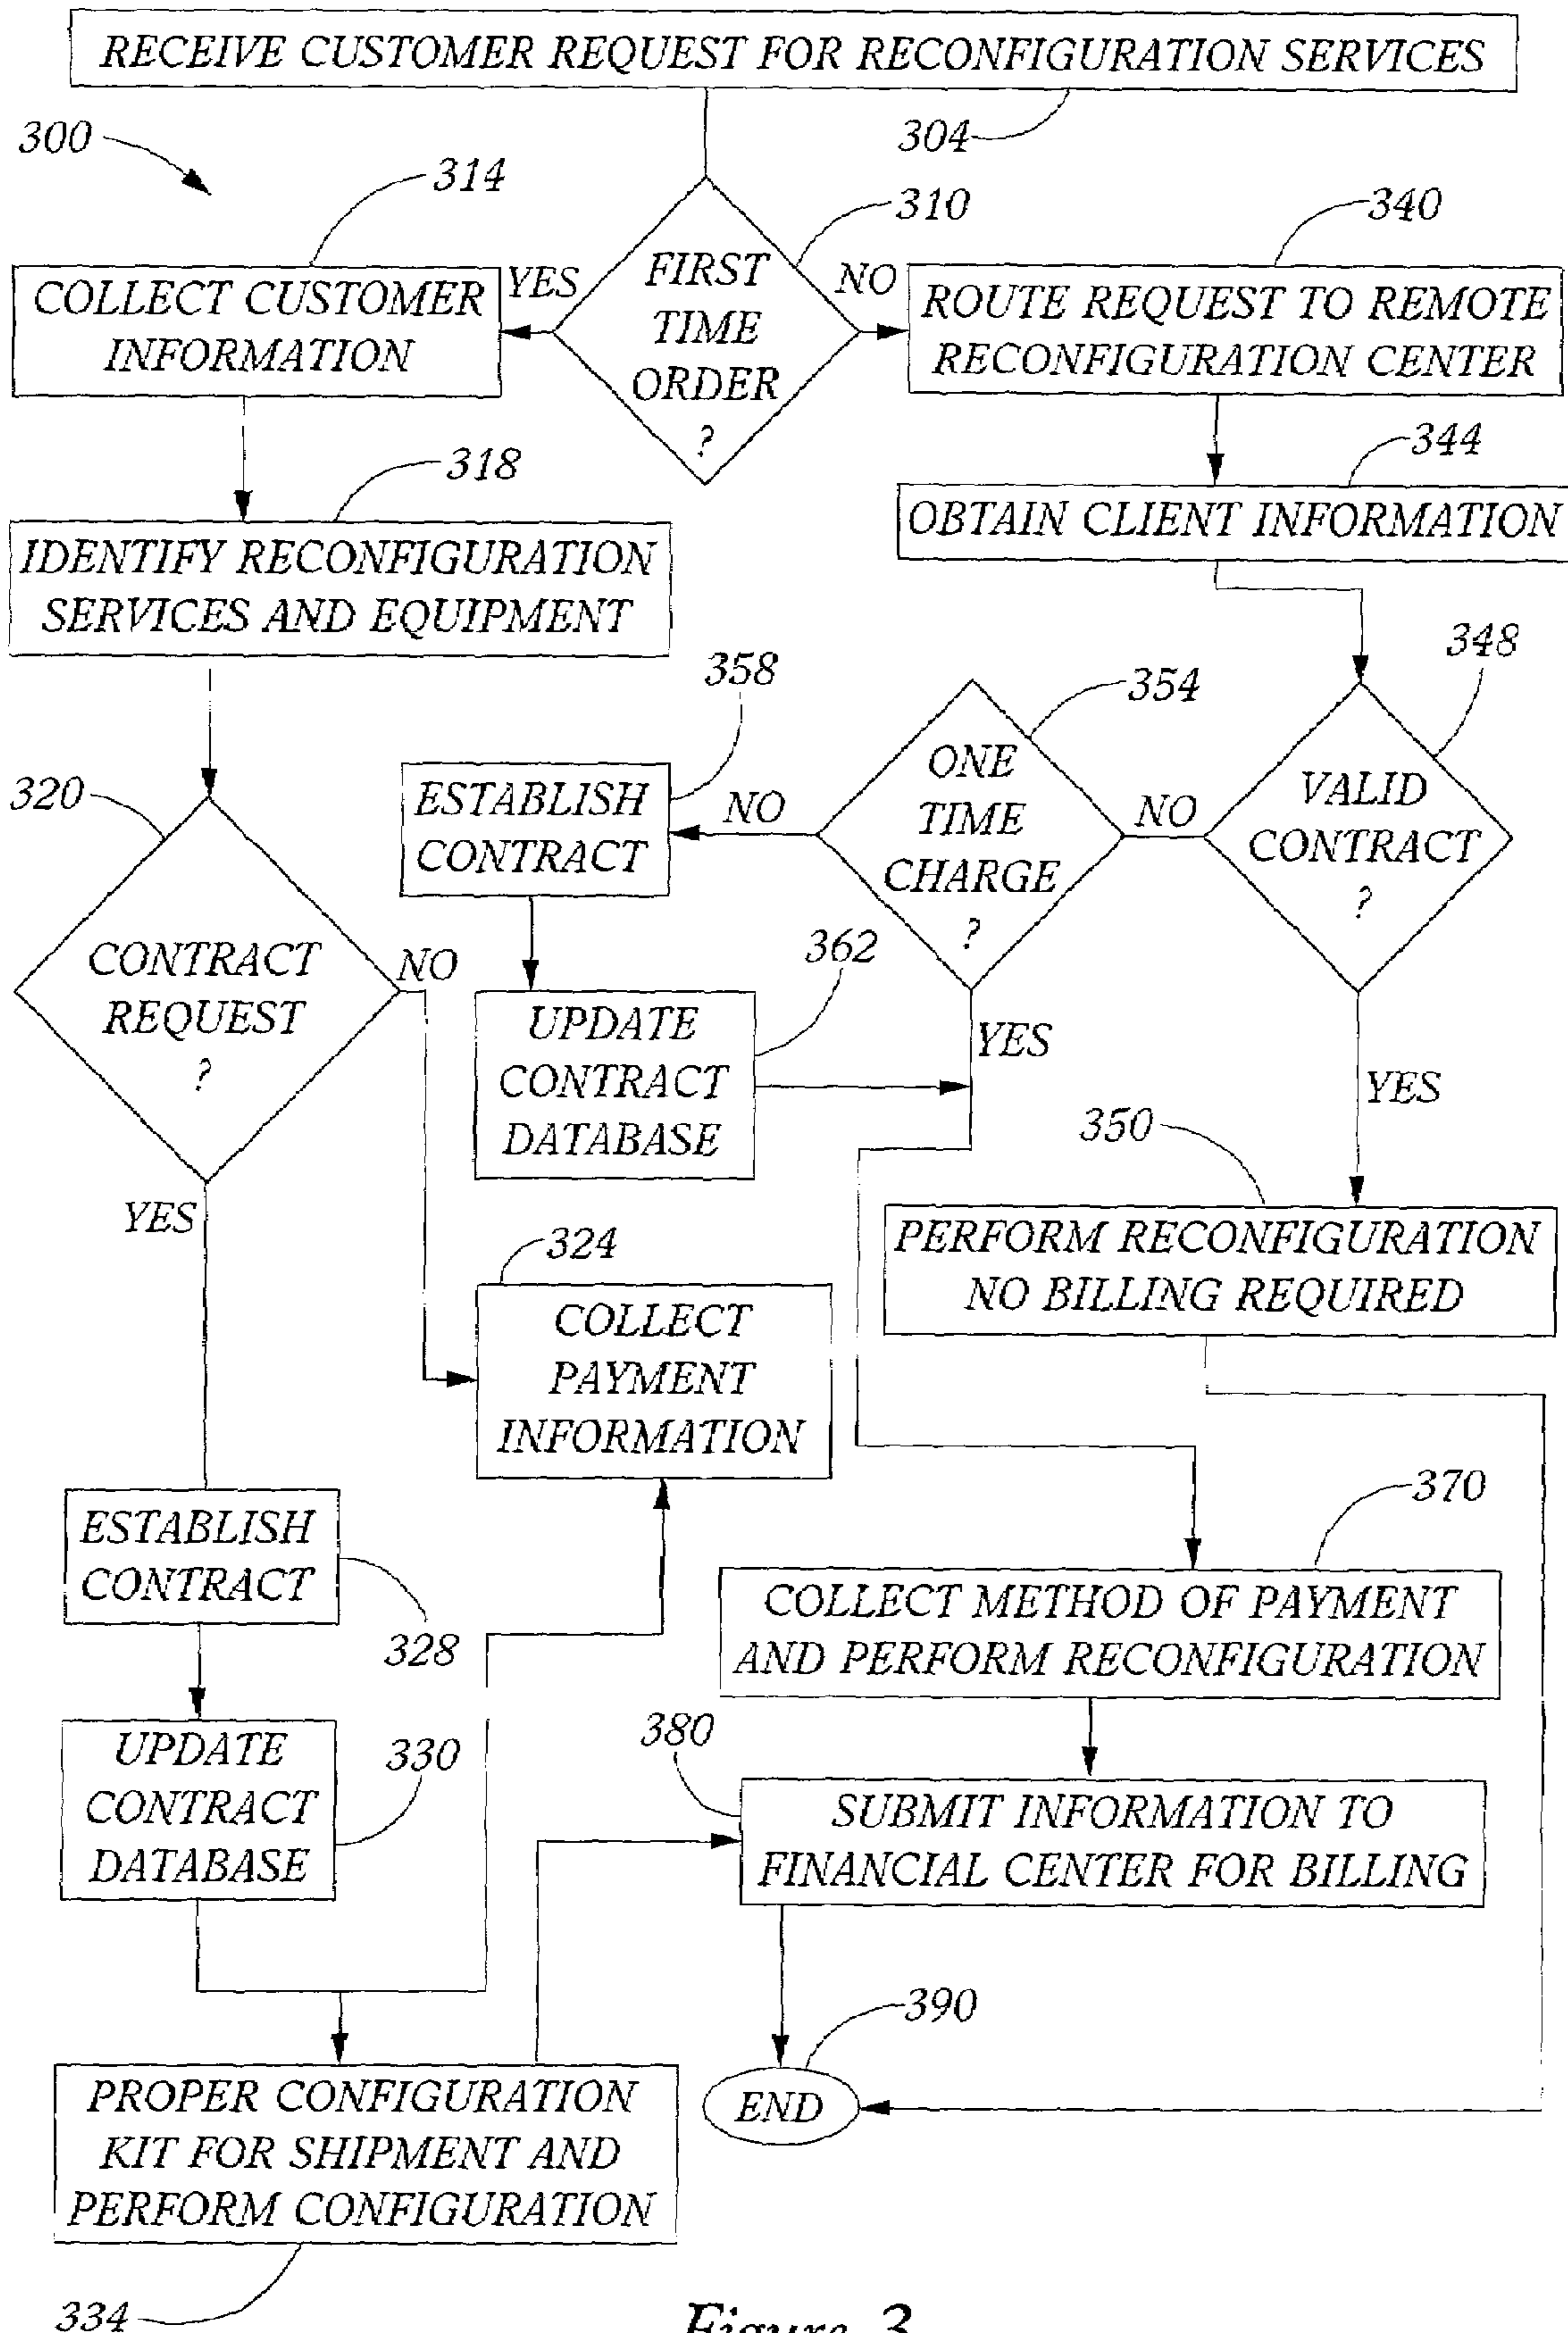 RECEIVE CUSTOMER REQUEST FOR RECONFIGURATION SERVICES
300
304
314
310
340
COLLECT CUSTOMER
INFORMATION
YES
FIRST
TIME
ORDER
?
NO
ROUTE REQUEST TO REMOTE
RECONFIGURATION CENTER
318
344
IDENTIFY RECONFIGURATION
SERVICES AND EQUIPMENT
OBTAIN CLIENT INFORMATION
358
354
348
320
ESTABLISH
CONTRACT
NO
ONE
TIME
CHARGE
?
NO
VALID
CONTRACT
?
CONTRACT
REQUEST
?
NO
362
UPDATE
CONTRACT
DATABASE
YES
YES
350
YES
324
COLLECT
PAYMENT
INFORMATION
PERFORM RECONFIGURATION
NO BILLING REQUIRED
370
ESTABLISH
CONTRACT
328
COLLECT METHOD OF PAYMENT
AND PERFORM RECONFIGURATION
UPDATE
CONTRACT
DATABASE
330
380
SUBMIT INFORMATION TO
FINANCIAL CENTER FOR BILLING
390
PROPER CONFIGURATION
KIT FOR SHIPMENT AND
PERFORM CONFIGURATION
END
334
Figure 3